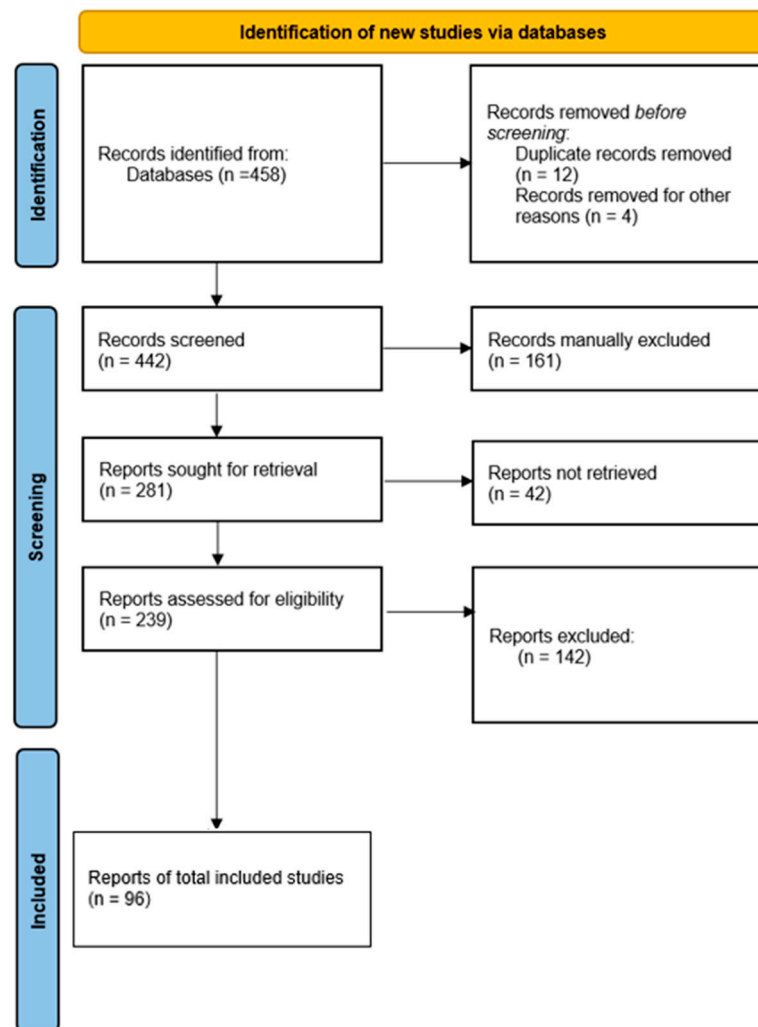 Identification of new studies via databases
Identification
Records identified from:
Databases (n =458)
Records removed before
screening:
Duplicate records removed
(n = 12)
Records removed for other
reasons (n = 4)
Screening
Records screened
(n = 442)
Records manually excluded
(n = 161)
Reports sought for retrieval
(n = 281)
Reports not retrieved
(n = 42)
Reports assessed for eligibility
(n = 239)
Reports excluded:
(n = 142)
Included
Reports of total included studies
(n = 96)